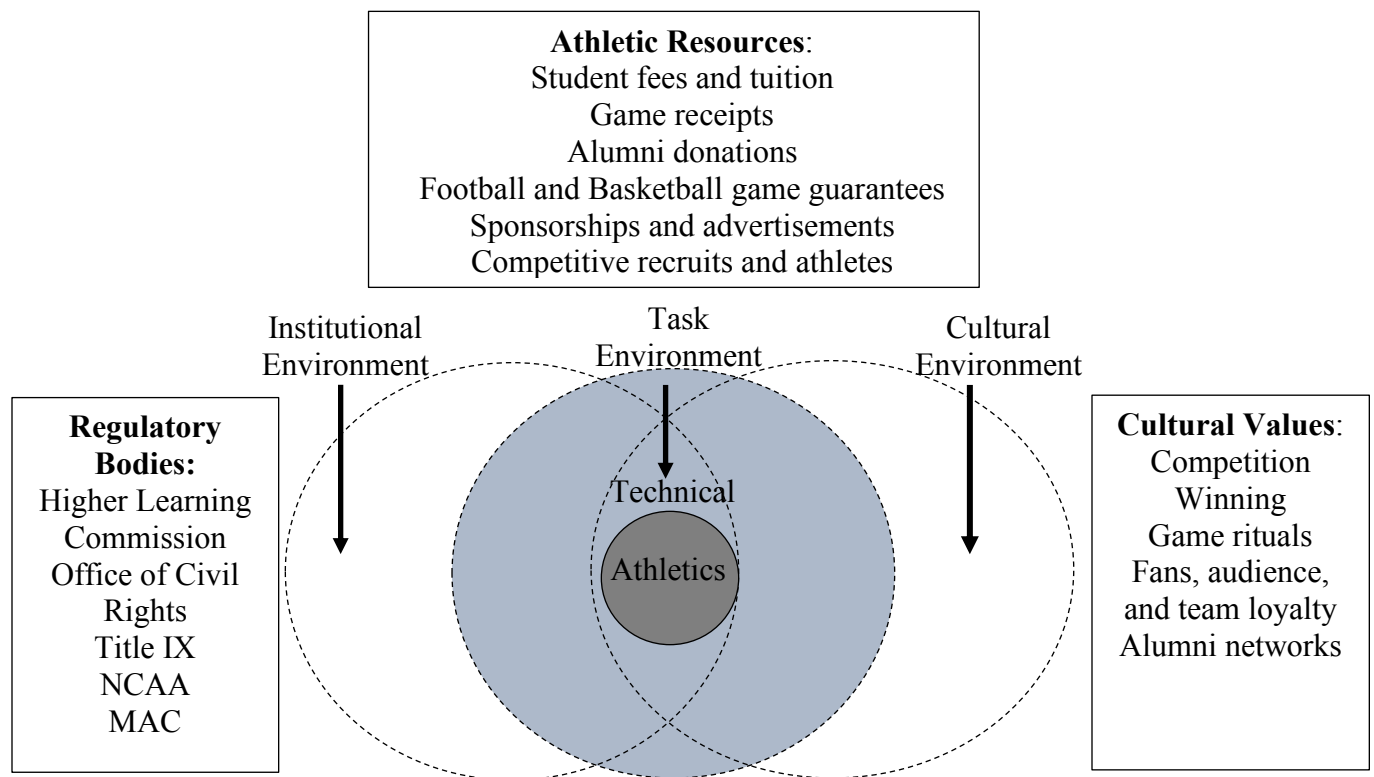 Athletic Resources:
Student fees and tuition
Game receipts
Alumni donations
Football and Basketball game guarantees
Sponsorships and advertisements
Competitive recruits and athletes
Institutional
Environment
Task
Environment
Cultural
Environment
Regulatory
Bodies:
Higher Learning
Commission
Office of Civil
Rights
Title IX
NCAA
MAC
Technical
Athletics
Cultural Values:
Competition
Winning
Game rituals
Fans, audience,
and team loyalty
Alumni networks